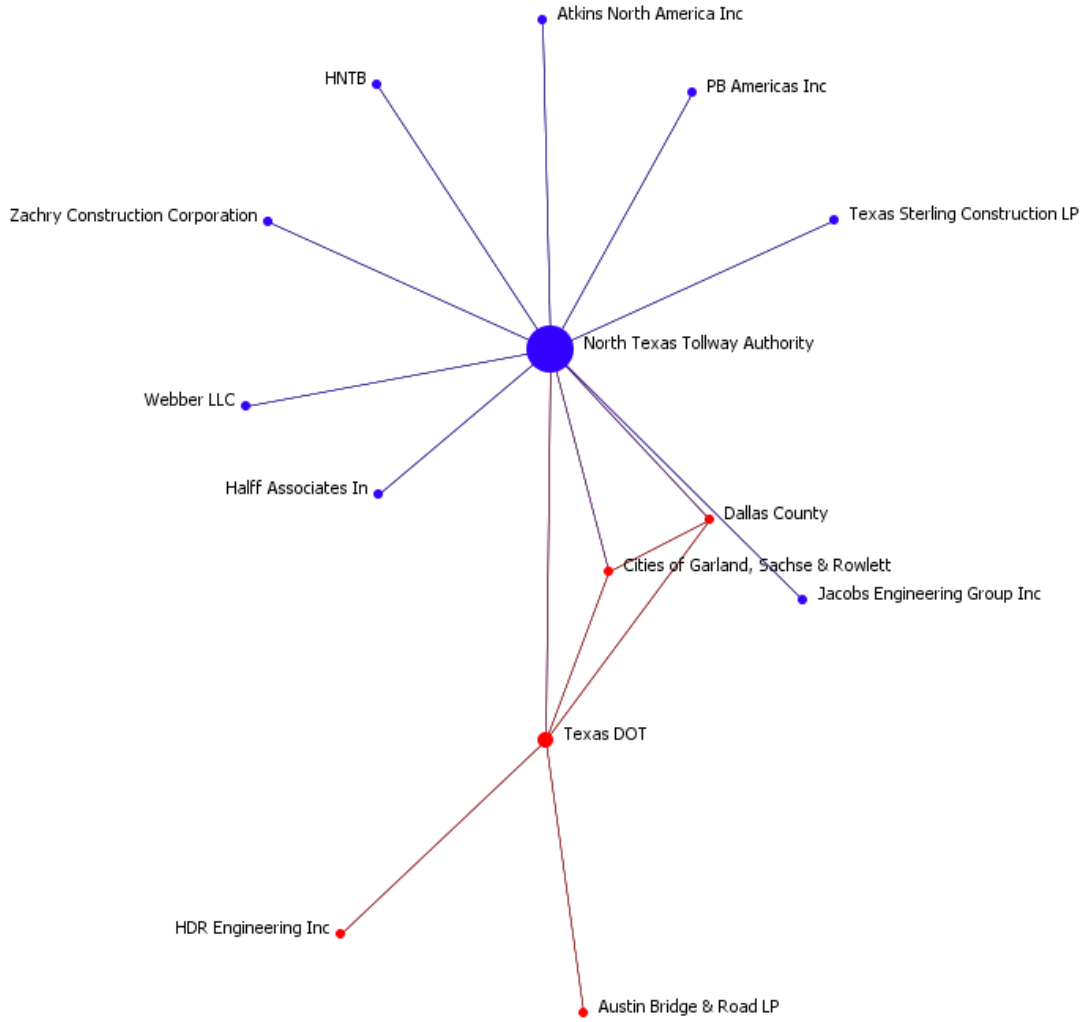 Atkins North America Inc
HNTB
PB Americas Inc
Zachry Construction Corporation
Texas Sterling Construction LP
North Texas Tollway Authority
Webber LLC
Halff Associates In
Dallas County
Cities of Garland, Sachse & Rowlett
Jacobs Engineering Group Inc
Texas DOT
HDR Engineering Inc
Austin Bridge & Road LP